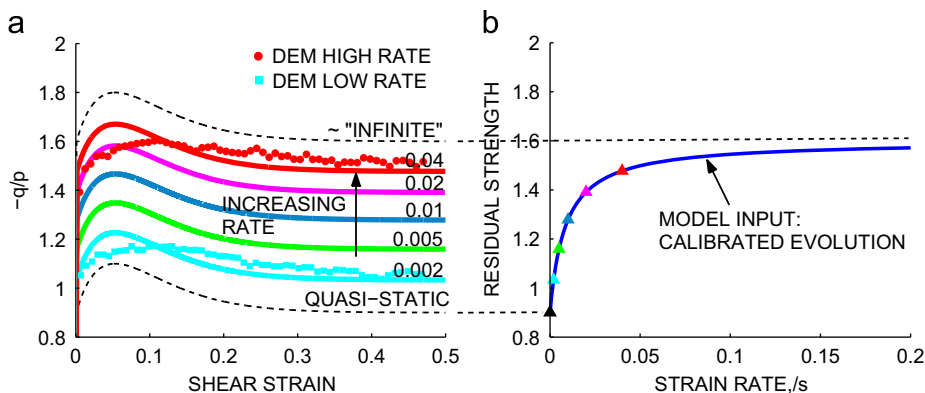 a
b
2
1.8
1.6
1.4
1.2
1
0.8
−q/p
DEM HIGH RATE
DEM LOW RATE
~ "INFINITE"
0.04
0.02
0.01
0.005
0.002
INCREASING
RATE
QUASI−STATIC
0
0.1
0.2
0.3
0.4
0.5
SHEAR STRAIN
2
1.8
1.6
1.4
1.2
1
0.8
RESIDUAL STRENGTH
MODEL INPUT:
CALIBRATED EVOLUTION
0
0.05
0.1
0.15
0.2
STRAIN RATE,/s